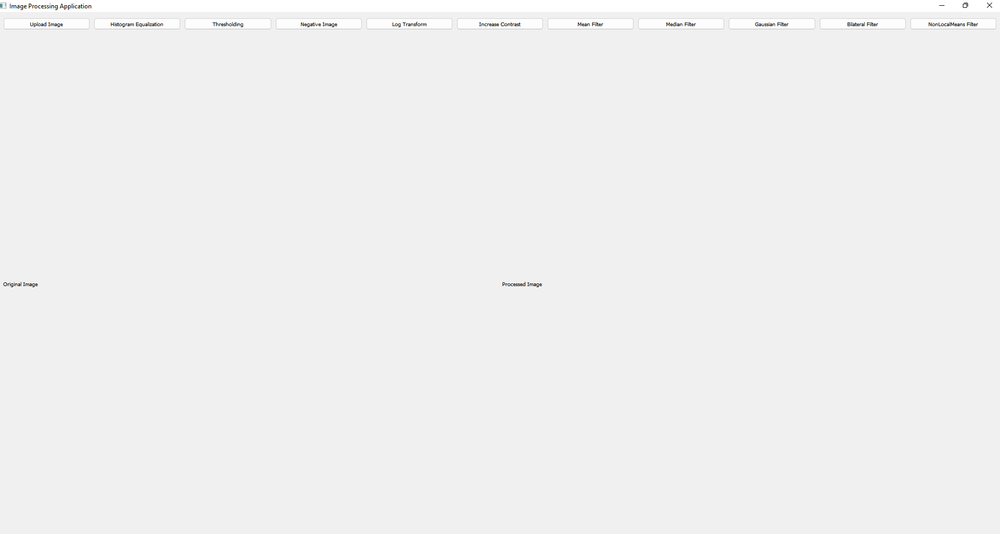 Image Processing Application
Upload Image
Histogram Equalization
Thresholding
Negative Image
Log Transform
Increase Contrast
Mean Filter
Median Filter
Gaussian Filter
Bilateral Filter
NonLocalMeans Filter
Original Image
Processed Image